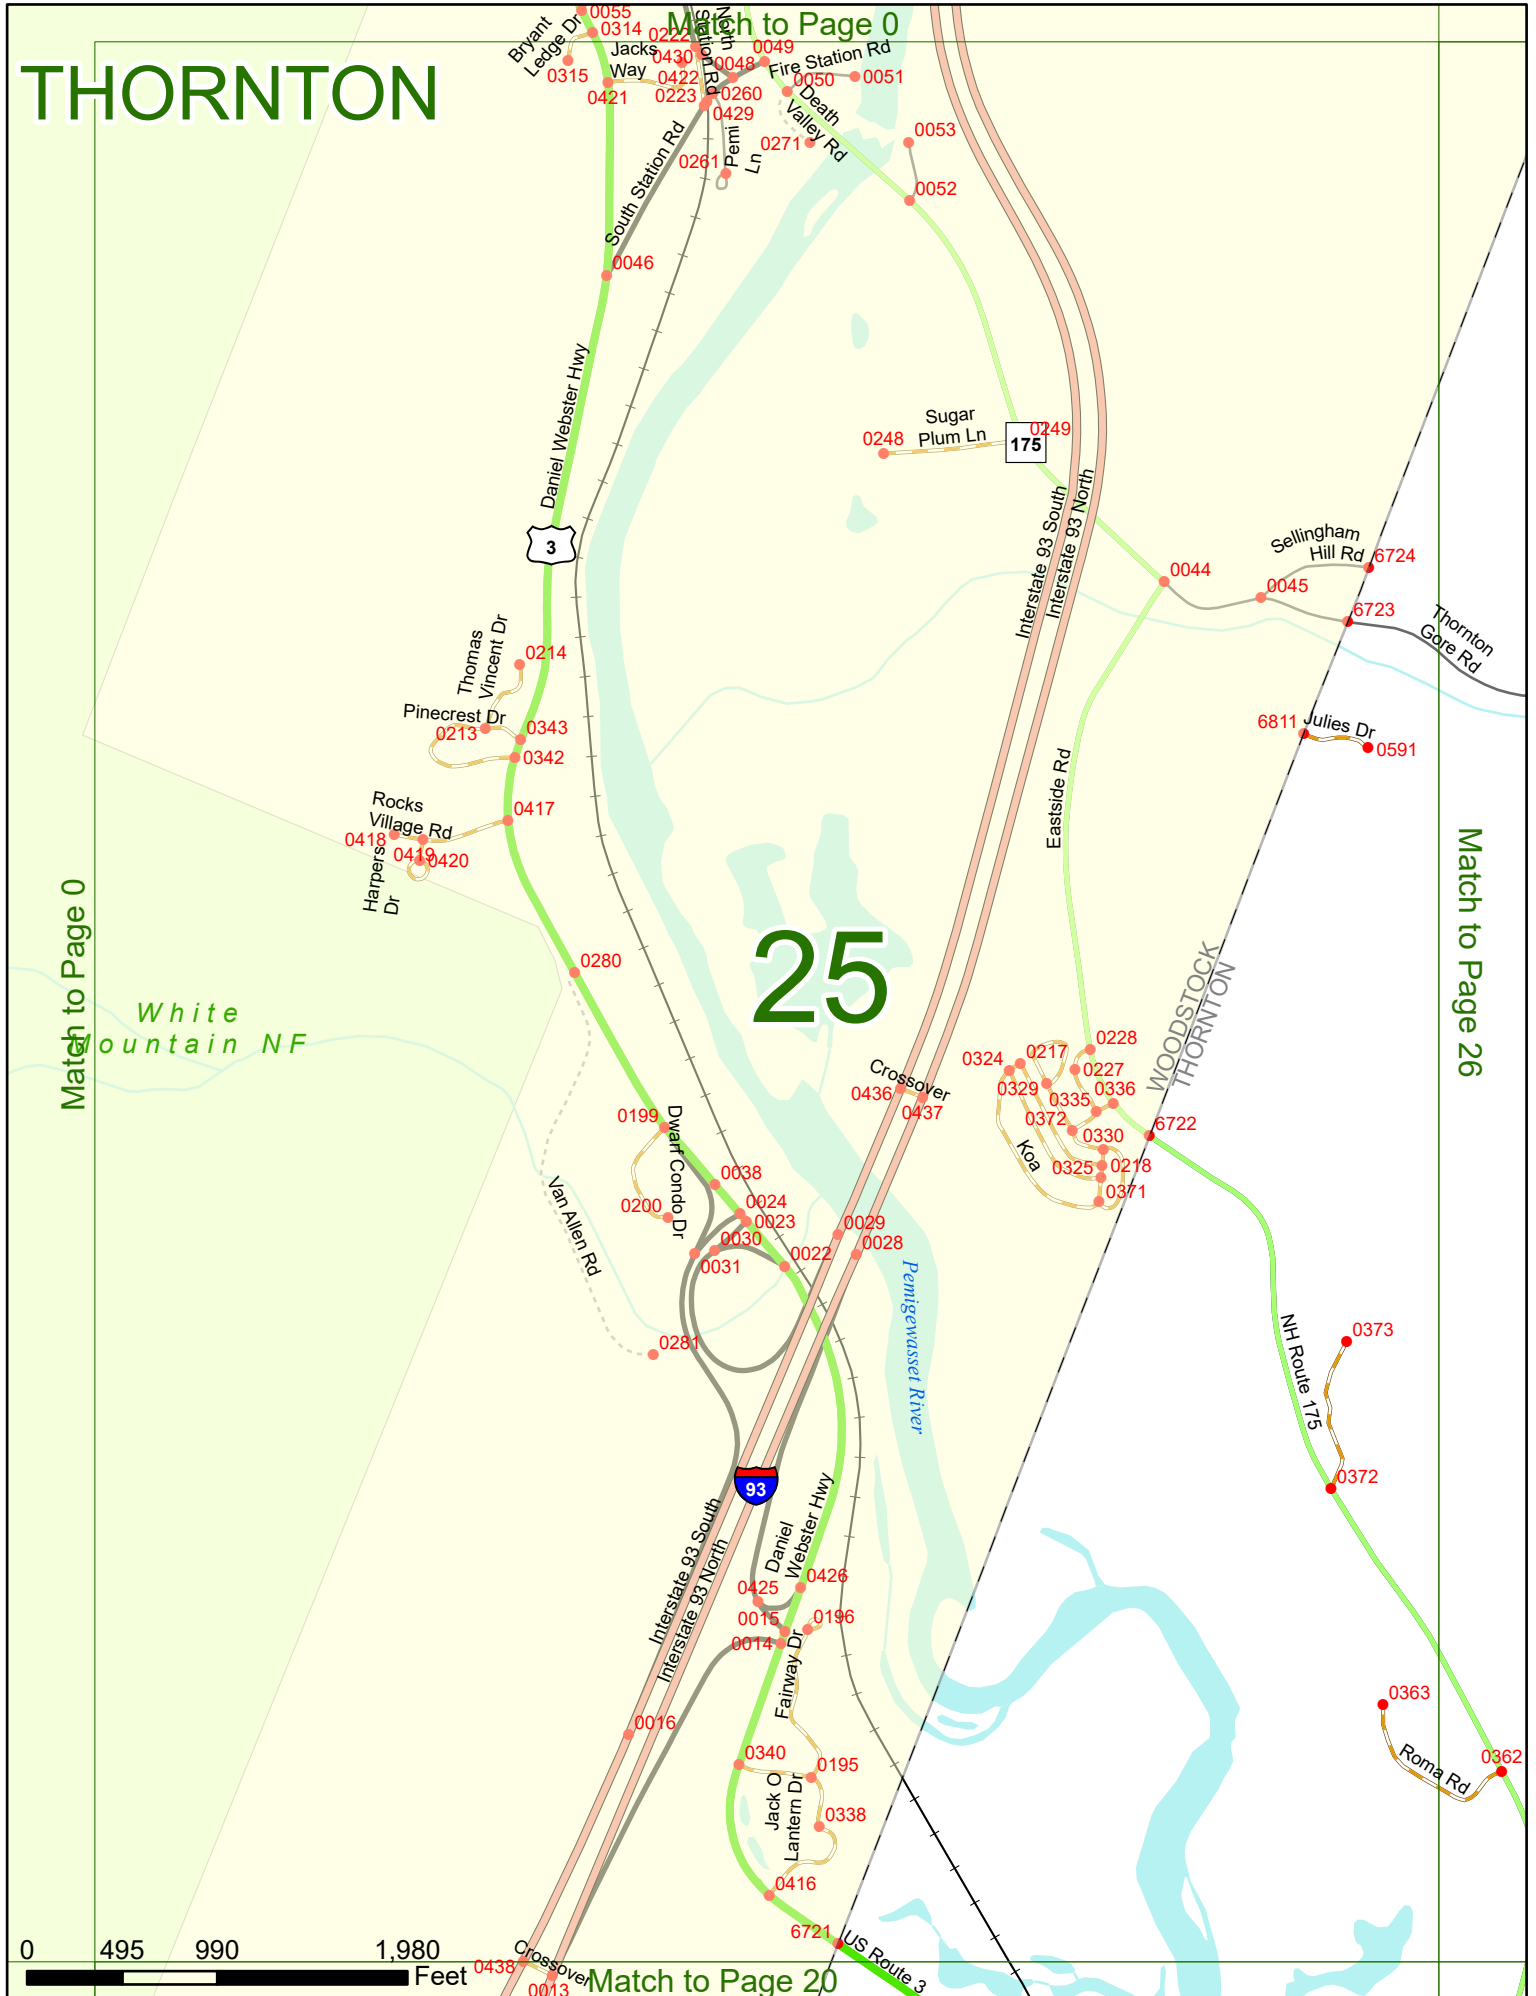 Match to Page 0
THORNTON
0055
0314
Bryant
Ledge Dr
0315
Jacks
Way
0421
0222
0430
0422
0223
North
Station Rd
0048
0049
0260
0429
Fire Station Rd
0050
0051
Death
Valley Rd
0271
0053
0052
0261
Pemi
Ln
South Station Rd
0046
Daniel Webster Hwy
3
Sugar
Plum Ln
0248
0249
175
Interstate 93 South
Interstate 93 North
0044
Sellingham
Hill Rd
6724
0045
6723
Thornton
Gore Rd
6811
Julies Dr
0591
Thomas
Vincent Dr
0214
Pinecrest Dr
0213
0343
0342
Rocks
Village Rd
0417
0418
0419
0420
Harpers
Dr
Eastside Rd
Match to Page 0
Match to Page 26
25
0280
White
Mountain NF
WOODSTOCK
THORNTON
0324
0217
0228
0227
0329
0335
0336
0372
0330
6722
Koa
0325
0218
0371
Crossover
0436
0437
0199
Dwarf Condo Dr
0038
0200
0024
0023
0030
0031
0022
0029
0028
Van Allen Rd
0281
Pemigewasset River
NH Route 175
0373
0372
93
Interstate 93 South
Interstate 93 North
Daniel
Webster Hwy
0425
0426
0015
0196
0014
Fairway Dr
0016
0340
0195
Jack O
Lantern Dr
0338
0416
6721
US Route 3
0363
Roma Rd
0362
0438
Crossover
0013
0 495 990 1,980
Feet
Match to Page 20